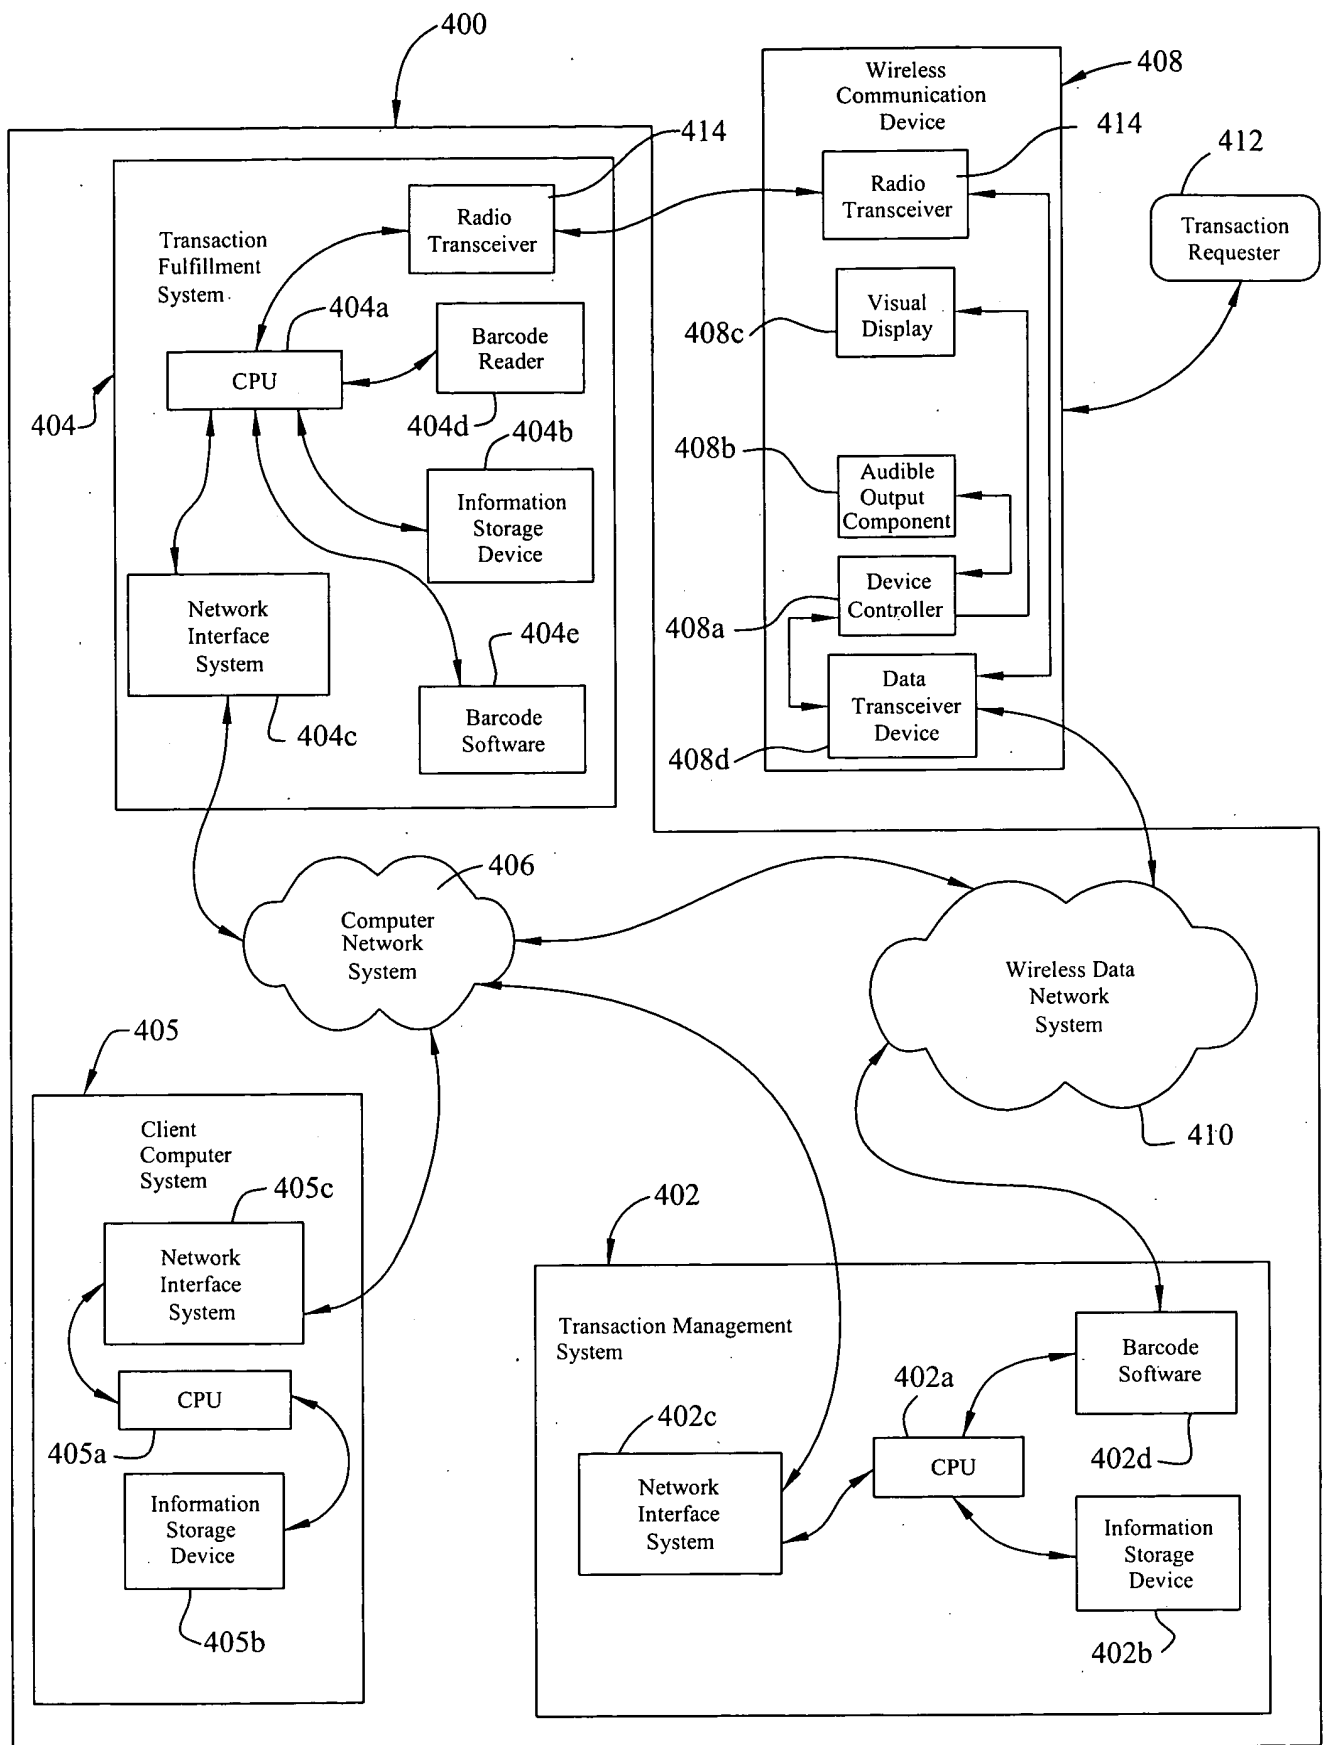 400
414
Radio
Transceiver
Transaction
Fulfillment
System
404a
CPU
Barcode
Reader
404
404d
404b
Information
Storage
Device
Network
Interface
System
404e
404c
Barcode
Software
Wireless
Communication
Device
408
414
Radio
Transceiver
412
Transaction
Requester
Visual
Display
408c
408b
Audible
Output
Component
Device
Controller
408a
Data
Transceiver
Device
408d
406
Computer
Network
System
Wireless Data
Network
System
410
405
Client
Computer
System
405c
Network
Interface
System
CPU
405a
Information
Storage
Device
405b
402
Transaction Management
System
402c
Network
Interface
System
402a
CPU
Barcode
Software
402d
Information
Storage
Device
402b